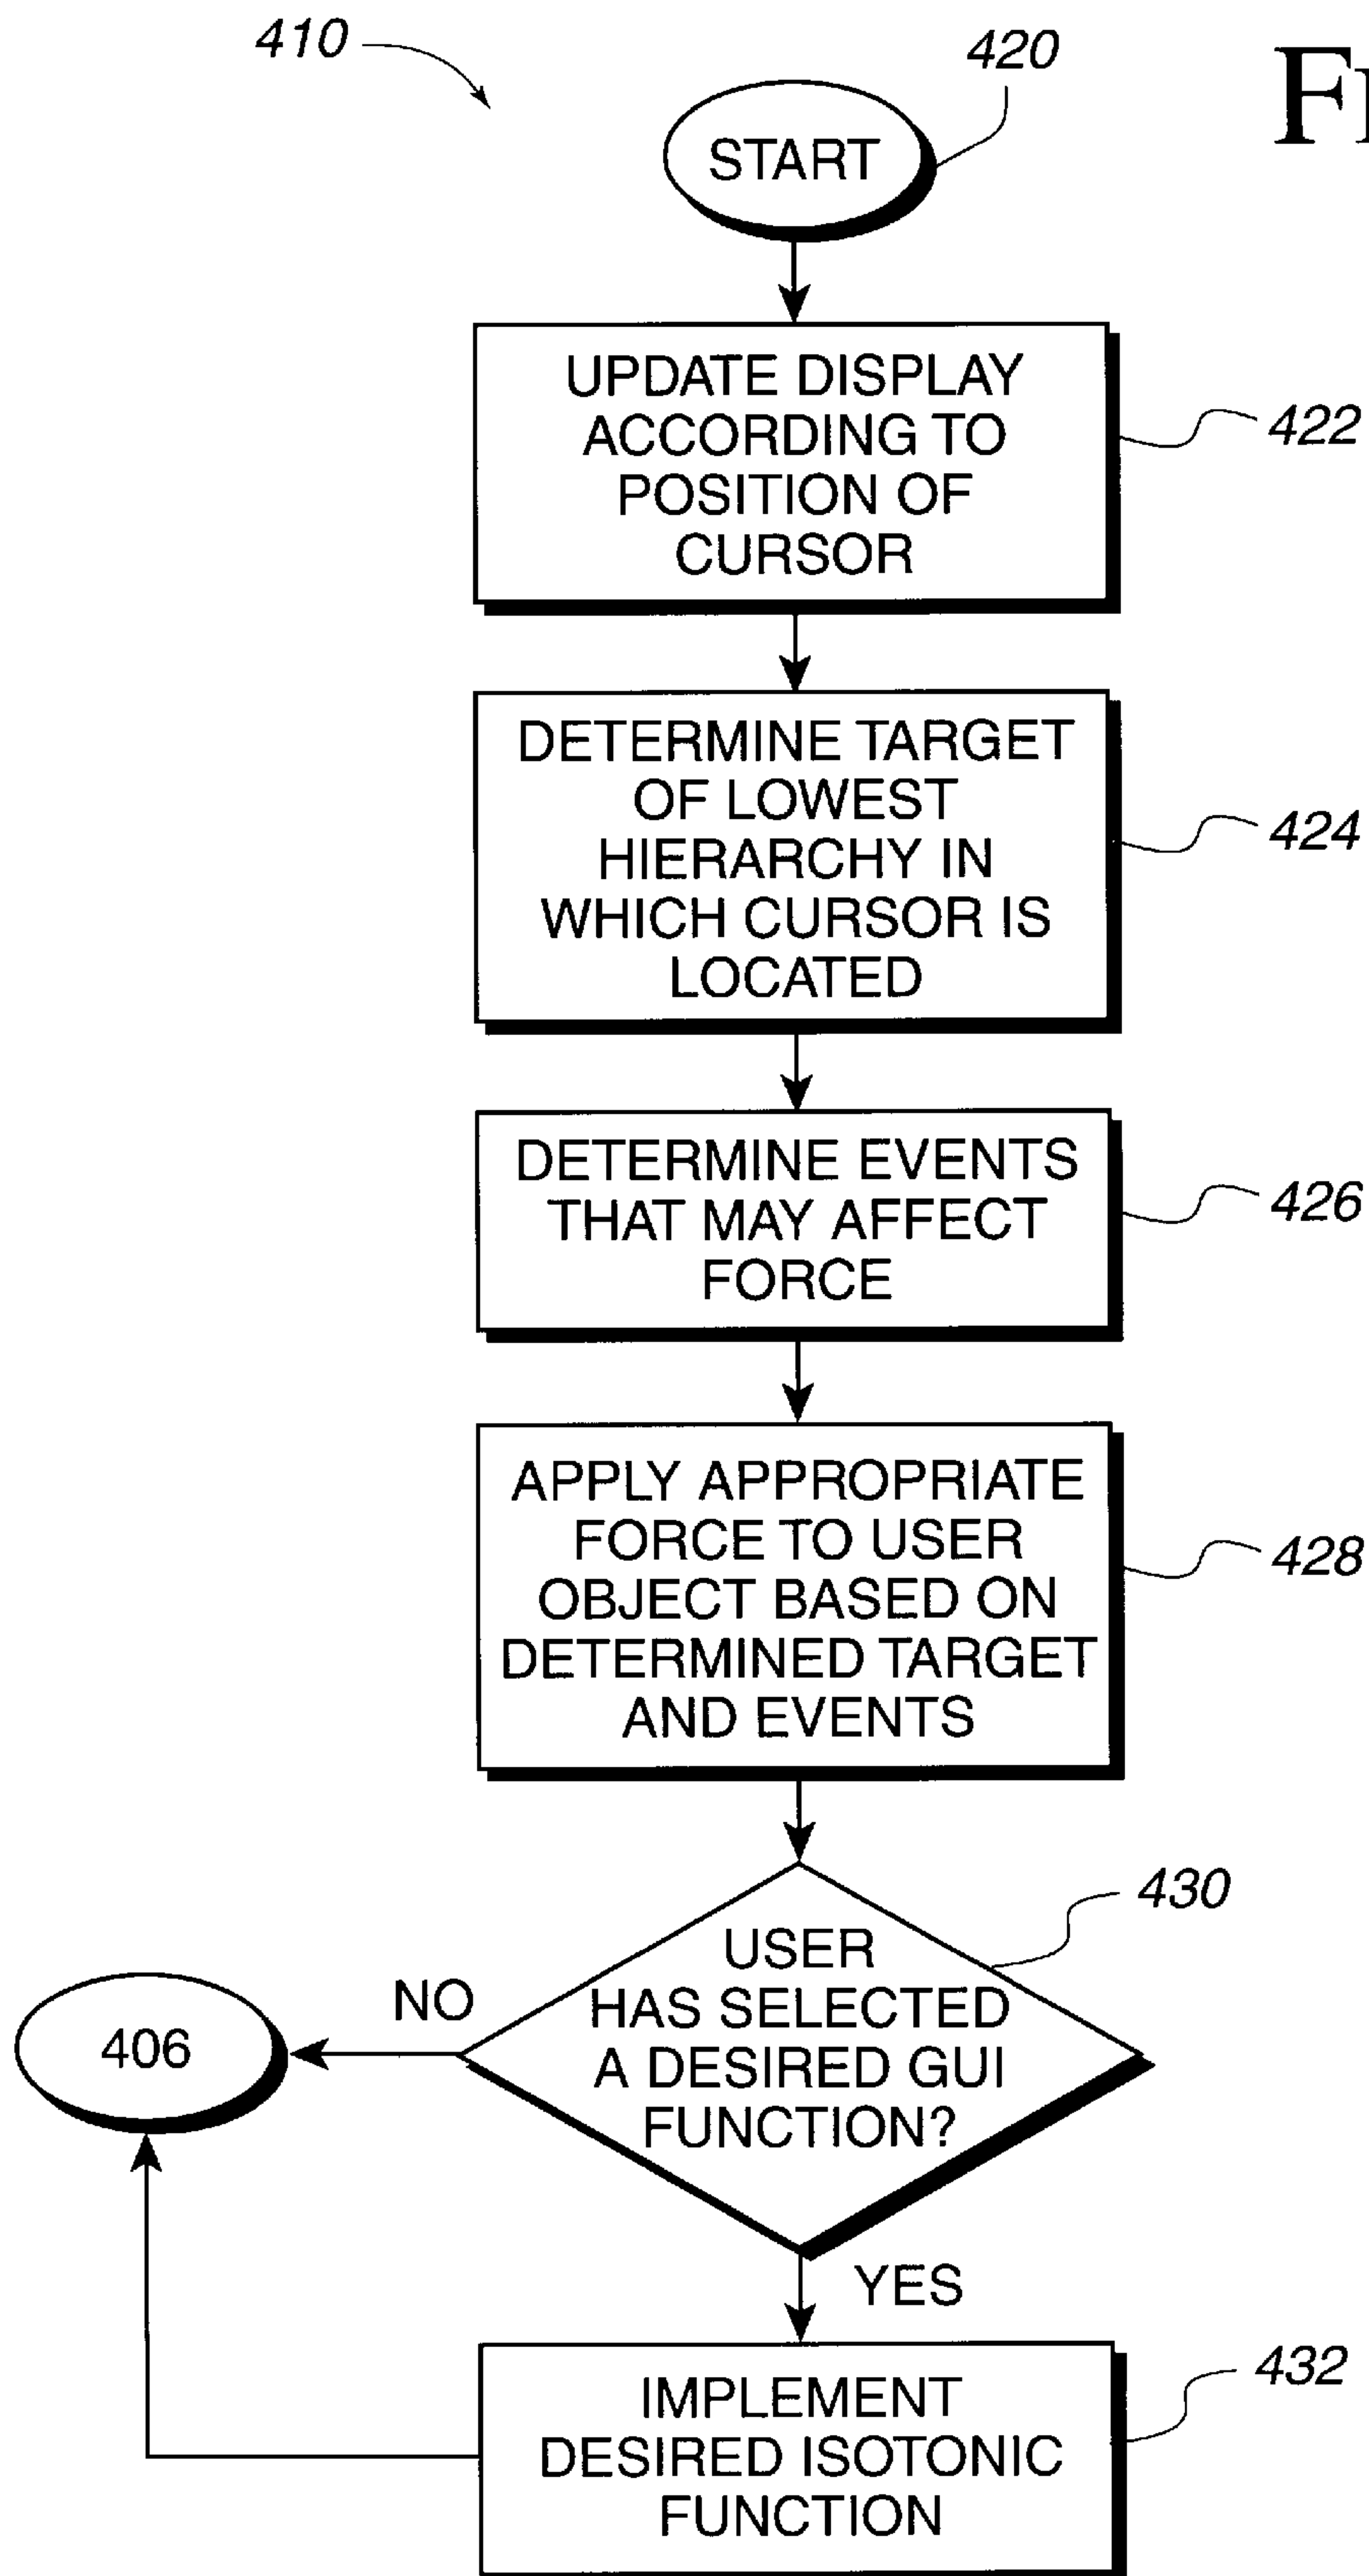 410
420
START
UPDATE DISPLAY
ACCORDING TO
POSITION OF
CURSOR
422
DETERMINE TARGET
OF LOWEST
HIERARCHY IN
WHICH CURSOR IS
LOCATED
424
DETERMINE EVENTS
THAT MAY AFFECT
FORCE
426
APPLY APPROPRIATE
FORCE TO USER
OBJECT BASED ON
DETERMINED TARGET
AND EVENTS
428
430
USER
HAS SELECTED
A DESIRED GUI
FUNCTION?
NO
406
YES
IMPLEMENT
DESIRED ISOTONIC
FUNCTION
432